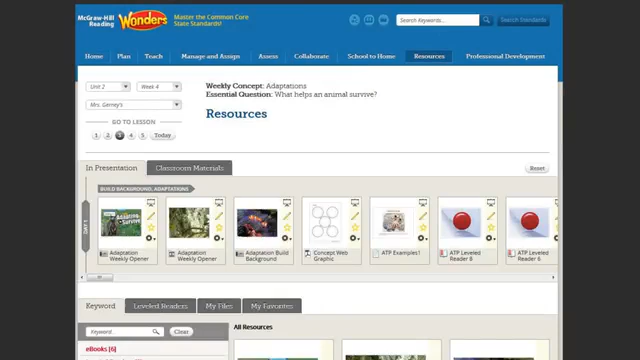 McGraw-Hill
Reading
Wonders
Master the Common Core
State Standards!
Search Keywords...
Search Standards
Home
Plan
Teach
Manage and Assign
Assess
Collaborate
School to Home
Resources
Professional Development
Unit 2
Week 4
Mrs. Gerney's
GO TO LESSON
1
2
3
4
5
Today
Weekly Concept: Adaptations
Essential Question: What helps an animal survive?
Resources
In Presentation
Classroom Materials
Reset
BUILD BACKGROUND, ADAPTATIONS
Adaptation
Weekly Opener
Adaptation
Weekly Opener
Adaptation Build
Background
Concept Web
Graphic
ATP Examples1
ATP Leveled
Reader 8
ATP Leveled
Reader 6
Keyword
Leveled Readers
My Files
My Favorites
Keyword...
Clear
All Resources
eBooks [6]